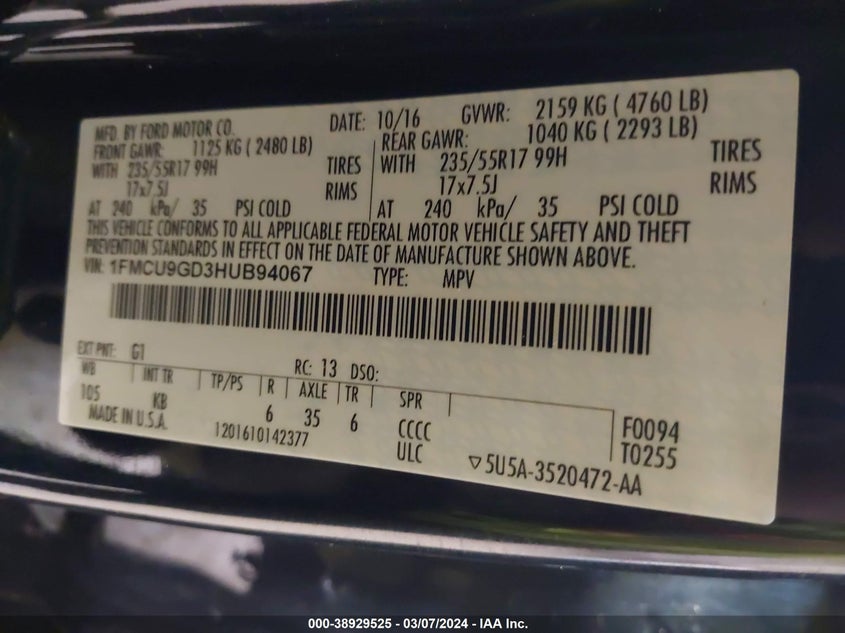 MFD. BY FORD MOTOR CO. DATE: 10/16 GVWR: 2159 KG ( 4760 LB)
FRONT GAWR: 1125 KG ( 2480 LB) REAR GAWR: 1040 KG ( 2293 LB)
WITH 235/55R17 99H TIRES WITH 235/55R17 99H TIRES
17x7.5J RIMS 17x7.5J RIMS
AT 240 kPa/ 35 PSI COLD AT 240 kPa/ 35 PSI COLD
THIS VEHICLE CONFORMS TO ALL APPLICABLE FEDERAL MOTOR VEHICLE SAFETY AND THEFT
PREVENTION STANDARDS IN EFFECT ON THE DATE OF MANUFACTURE SHOWN ABOVE.
VIN: 1FMCU9GD3HUB94067 TYPE: MPV
EXT PNT: G1 RC: 13 DSO:
WB INT TR TP/PS R AXLE TR SPR
105 KB 6 35 6 CCCC F0094
MADE IN U.S.A. 1201610142377 ULC T0255
▽5U5A-3520472-AA
000-38929525 - 03/07/2024 - IAA Inc.